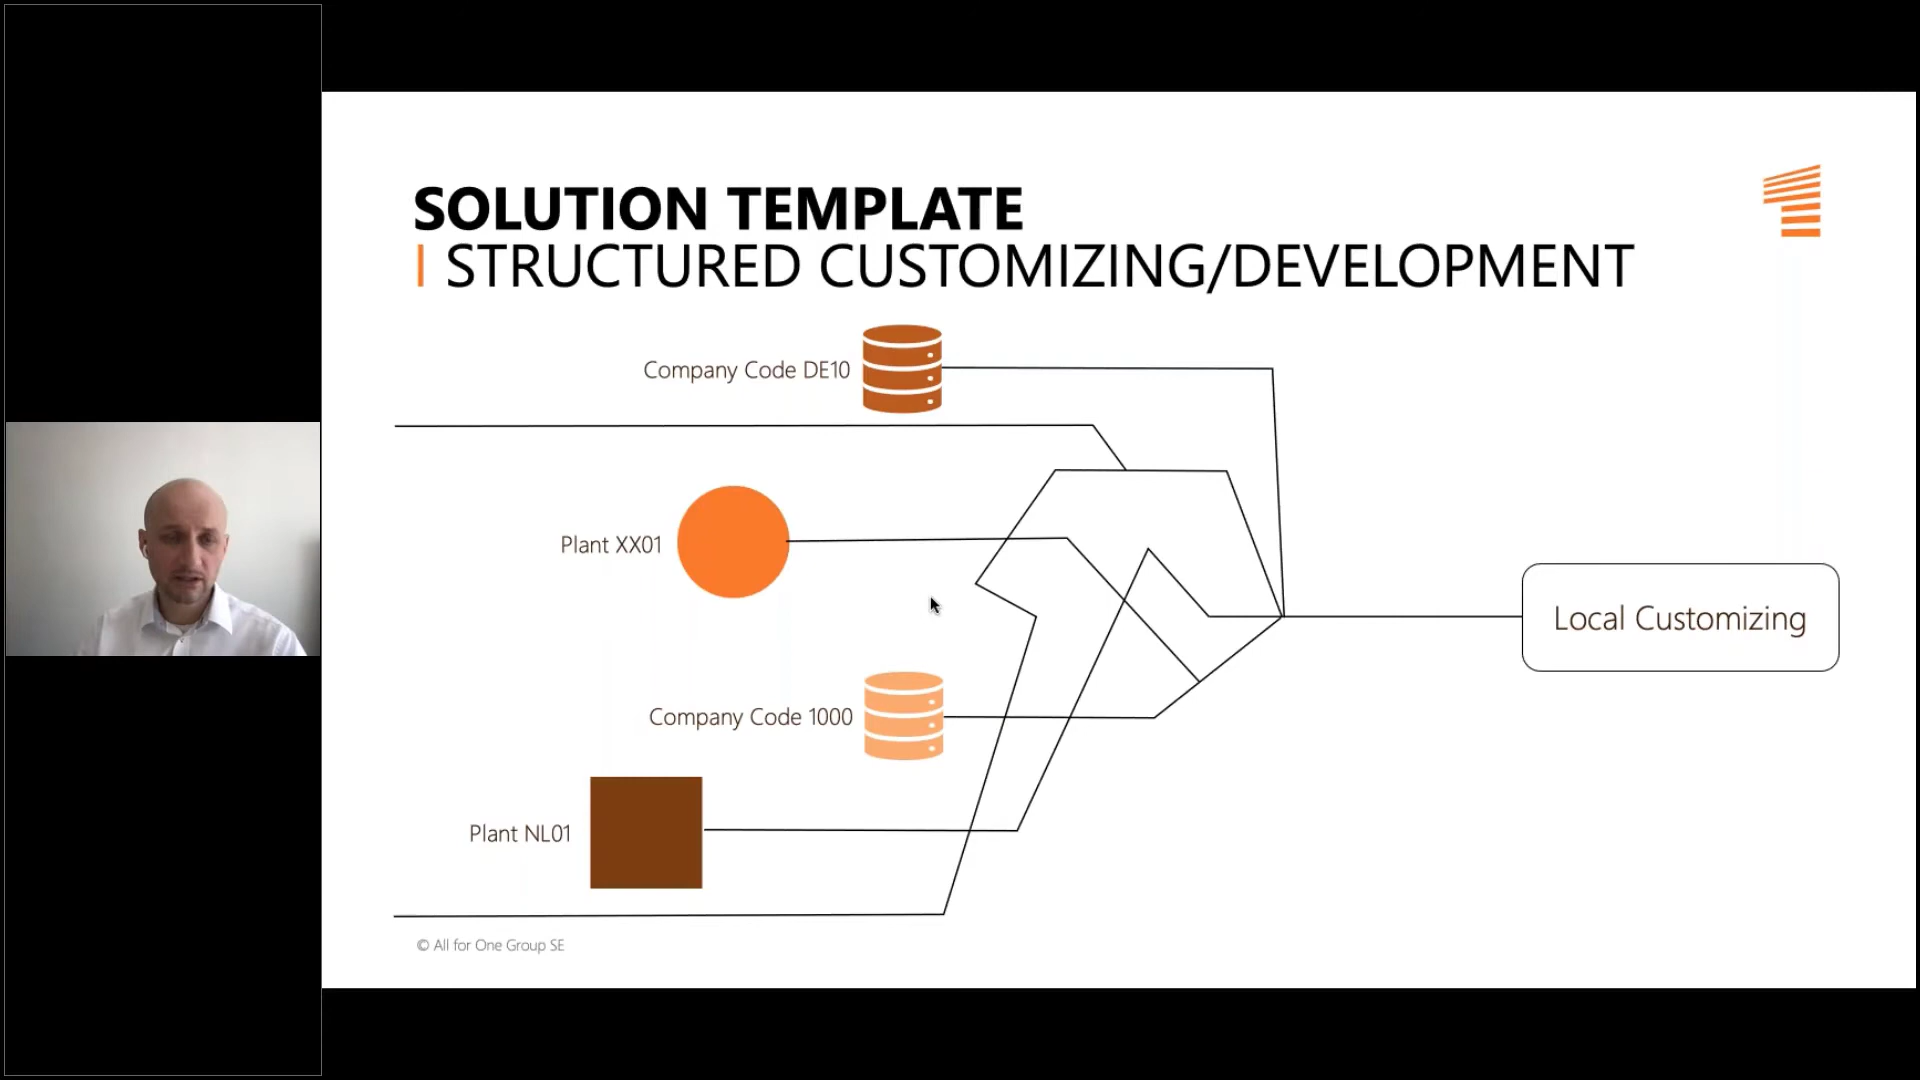 SOLUTION TEMPLATE
| STRUCTURED CUSTOMIZING/DEVELOPMENT
Company Code DE10
Plant XX01
Local Customizing
Company Code 1000
Plant NL01
© All for One Group SE